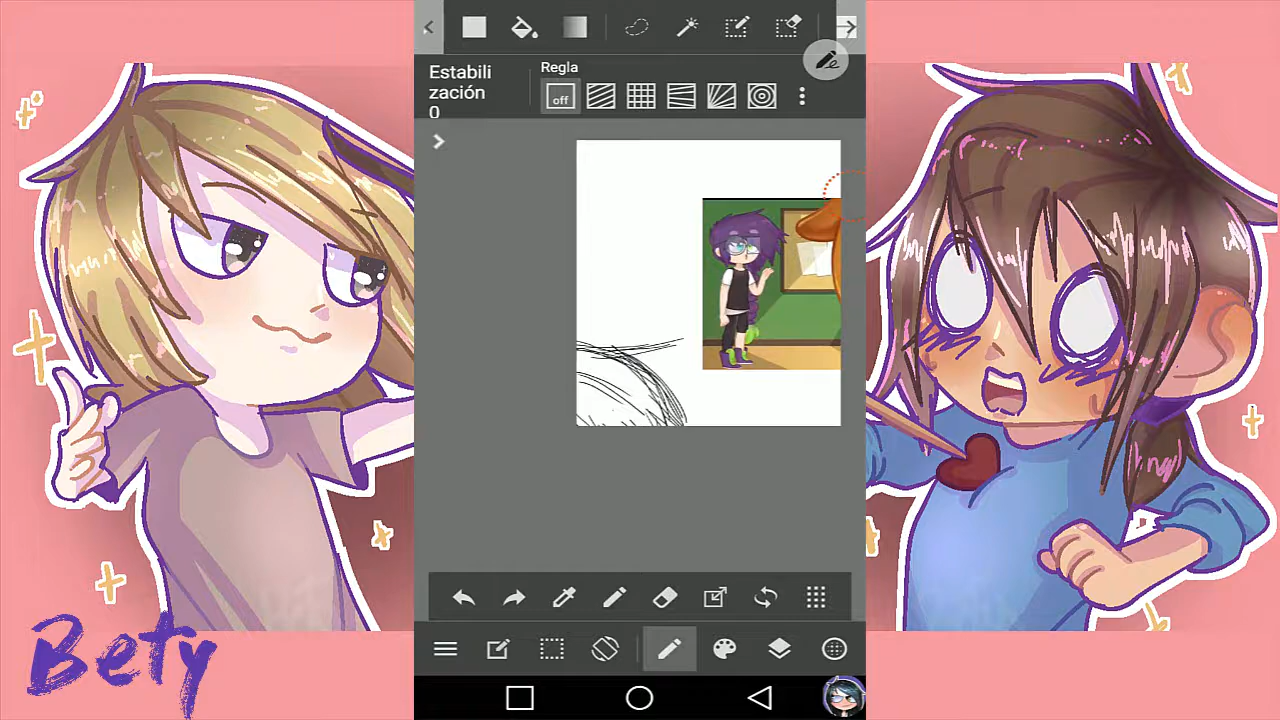 Estabili
zación
0
Regla
off
Bety